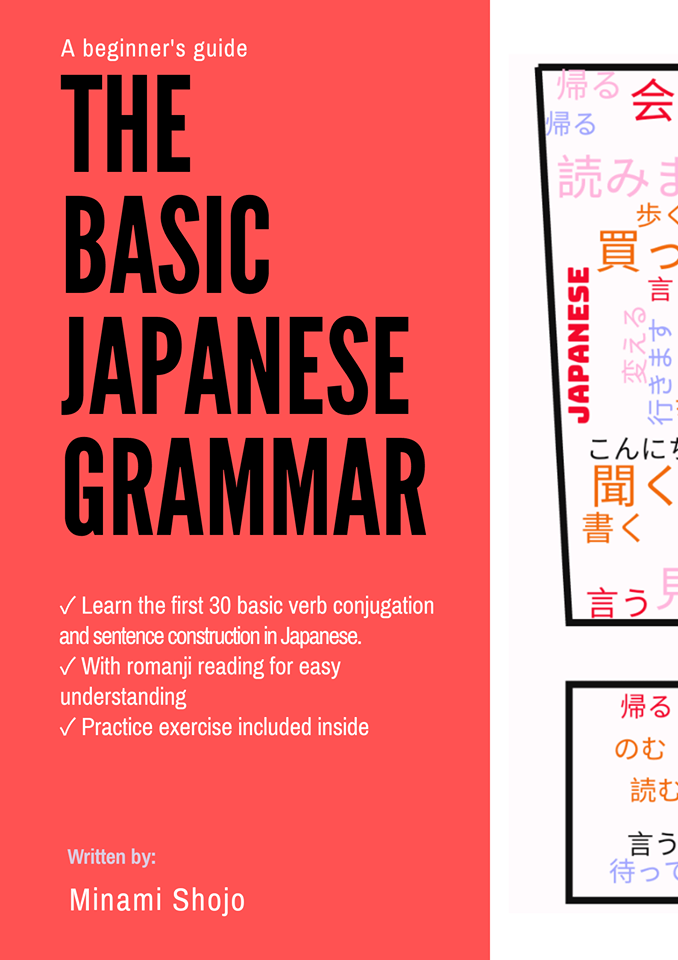 A beginner's guide
THE
BASIC
JAPANESE
GRAMMAR
✓ Learn the first 30 basic verb conjugation
and sentence construction in Japanese.
✓ With romanji reading for easy
understanding
✓ Practice exercise included inside
Written by:
Minami Shojo
帰る
会
帰る
読みま
歩く
買っ
言
JAPANESE
変える
行きます
こんにち
聞く
書く
見
言う
帰る
のむ
読む
言う
待って